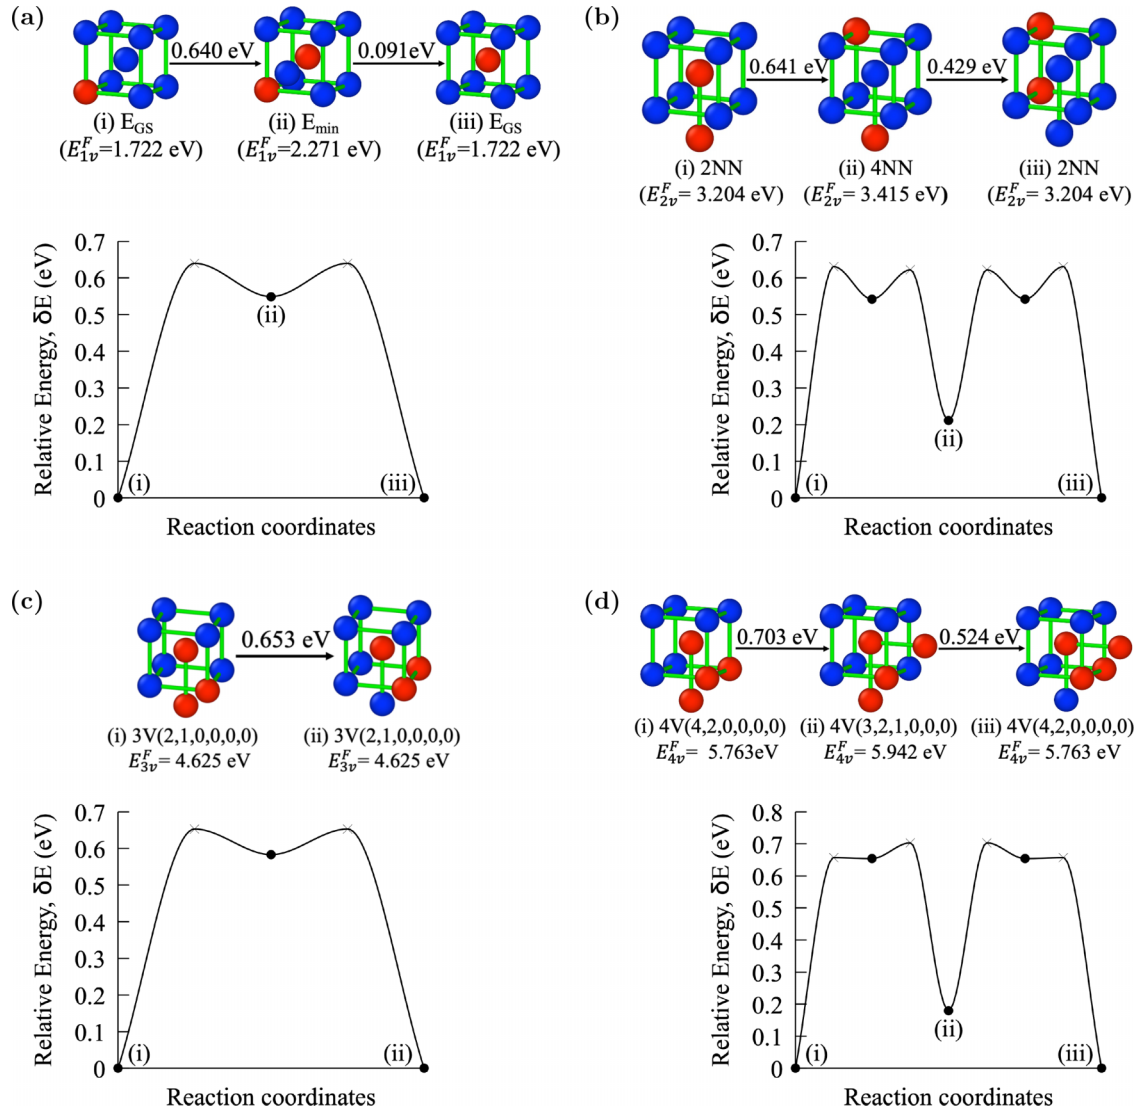 (a)
0.640 eV
0.091eV
(i) E_GS
(ii) E_min
(iii) E_GS
(E^F_1v=1.722 eV)
(E^F_1v=2.271 eV)
(E^F_1v=1.722 eV)
0.7
0.6
0.5
0.4
0.3
0.2
0.1
0
Relative Energy, δE (eV)
(i)
(ii)
(iii)
Reaction coordinates
(b)
0.641 eV
0.429 eV
(i) 2NN
(ii) 4NN
(iii) 2NN
(E^F_2v= 3.204 eV)
(E^F_2v= 3.415 eV)
(E^F_2v= 3.204 eV)
0.7
0.6
0.5
0.4
0.3
0.2
0.1
0
Relative Energy, δE (eV)
(i)
(ii)
(iii)
Reaction coordinates
(c)
0.653 eV
(i) 3V(2,1,0,0,0,0)
(ii) 3V(2,1,0,0,0,0)
E^F_3v= 4.625 eV
E^F_3v= 4.625 eV
0.7
0.6
0.5
0.4
0.3
0.2
0.1
0
Relative Energy, δE (eV)
(i)
(ii)
Reaction coordinates
(d)
0.703 eV
0.524 eV
(i) 4V(4,2,0,0,0,0)
(ii) 4V(3,2,1,0,0,0)
(iii) 4V(4,2,0,0,0,0)
E^F_4v= 5.763eV
E^F_4v= 5.942 eV
E^F_4v= 5.763 eV
0.8
0.7
0.6
0.5
0.4
0.3
0.2
0.1
0
Relative Energy, δE (eV)
(i)
(ii)
(iii)
Reaction coordinates